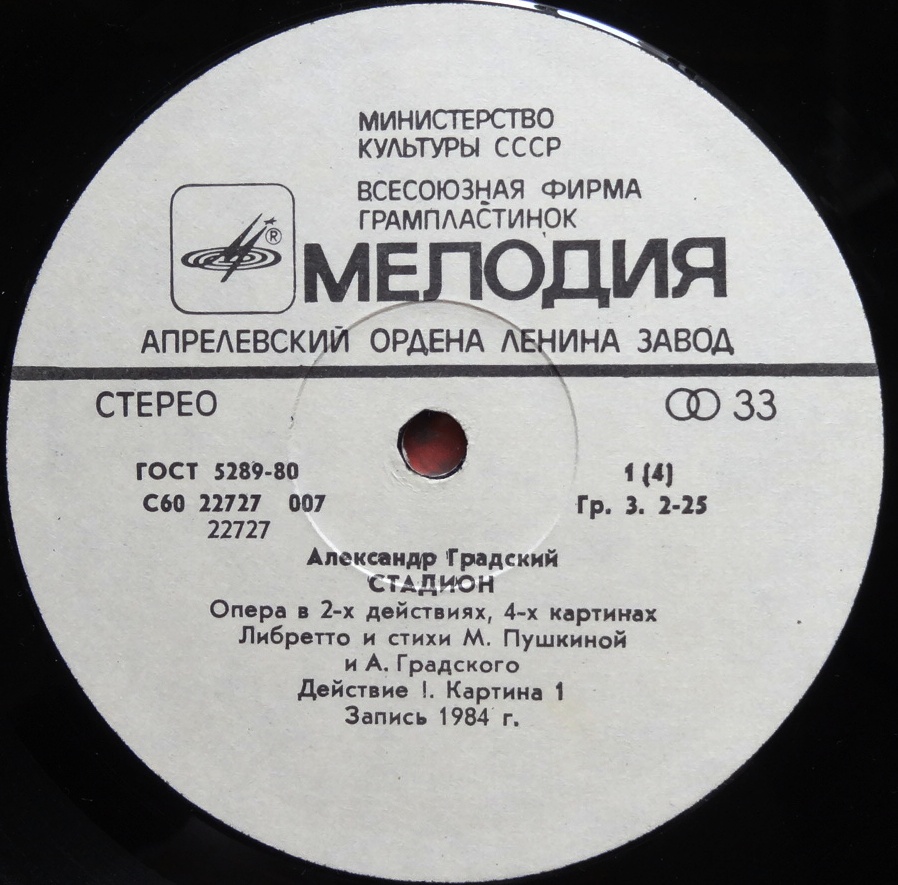 МИНИСТЕРСТВО
КУЛЬТУРЫ СССР
ВСЕСОЮЗНАЯ ФИРМА
ГРАМПЛАСТИНОК
®
МЕЛОДИЯ
АПРЕЛЕВСКИЙ ОРДЕНА ЛЕНИНА ЗАВОД
СТЕРЕО 33
ГОСТ 5289-80 1 (4)
С60 22727 007 Гр. 3. 2-25
22727
Александр Градский
СТАДИОН
Опера в 2-х действиях, 4-х картинах
Либретто и стихи М. Пушкиной
и А. Градского
Действие I. Картина 1
Запись 1984 г.